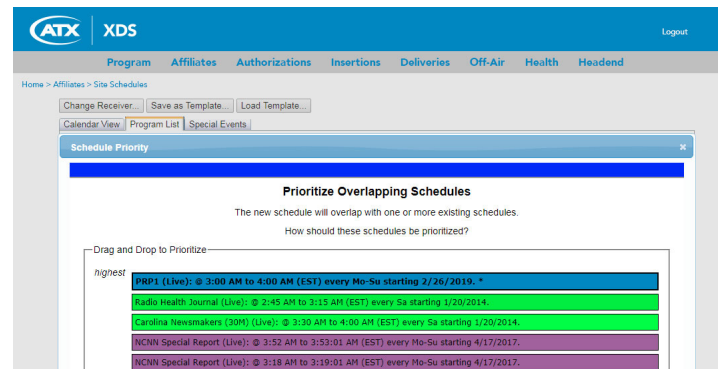 ATX XDS Logout
Program Affiliates Authorizations Insertions Deliveries Off-Air Health Headend
Home > Affiliates > Site Schedules
Change Receiver... Save as Template... Load Template...
Calendar View Program List Special Events
Schedule Priority ×
Prioritize Overlapping Schedules
The new schedule will overlap with one or more existing schedules.
How should these schedules be prioritized?
Drag and Drop to Prioritize
highest
PRP1 (Live): @ 3:00 AM to 4:00 AM (EST) every Mo-Su starting 2/26/2019. *
Radio Health Journal (Live): @ 2:45 AM to 3:15 AM (EST) every Sa starting 1/20/2014.
Carolina Newsmakers (30M) (Live): @ 3:30 AM to 4:00 AM (EST) every Sa starting 1/20/2014.
NCNN Special Report (Live): @ 3:52 AM to 3:53:01 AM (EST) every Mo-Su starting 4/17/2017.
NCNN Special Report (Live): @ 3:18 AM to 3:19:01 AM (EST) every Mo-Su starting 4/17/2017.